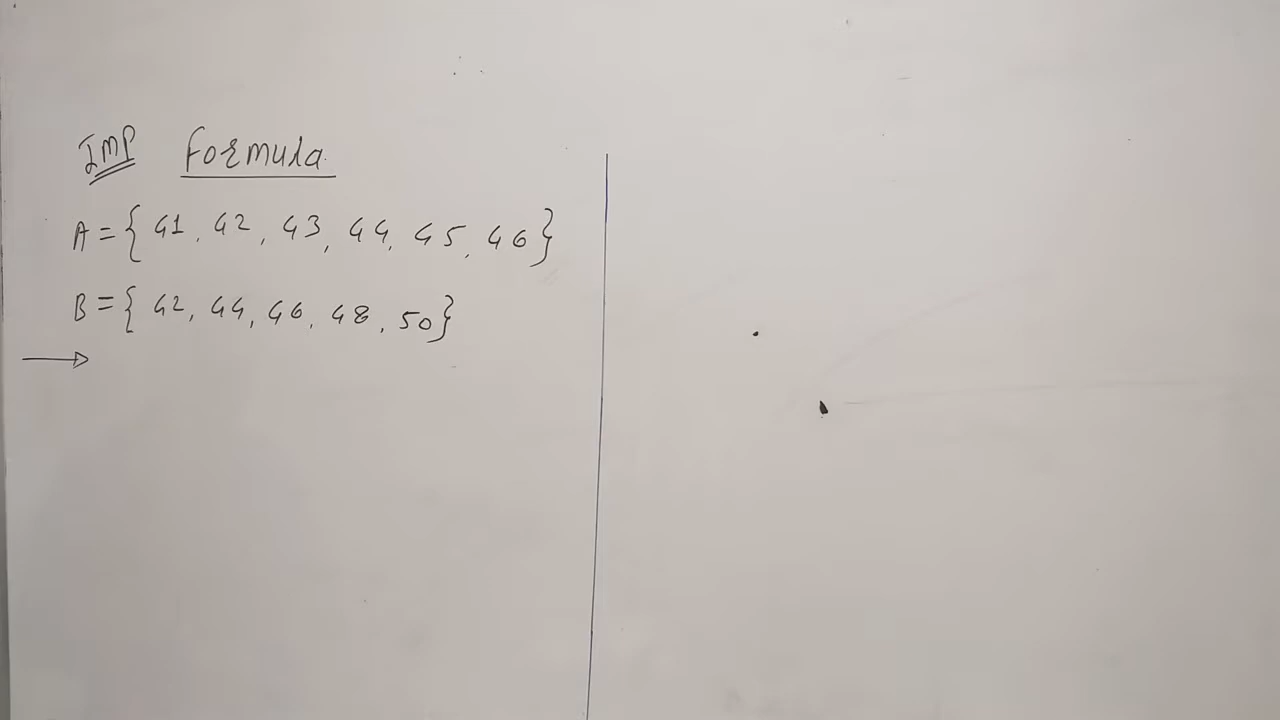 IMP Formula
A = { 41, 42, 43, 44, 45, 46 }
B = { 42, 44, 46, 48, 50 }
→